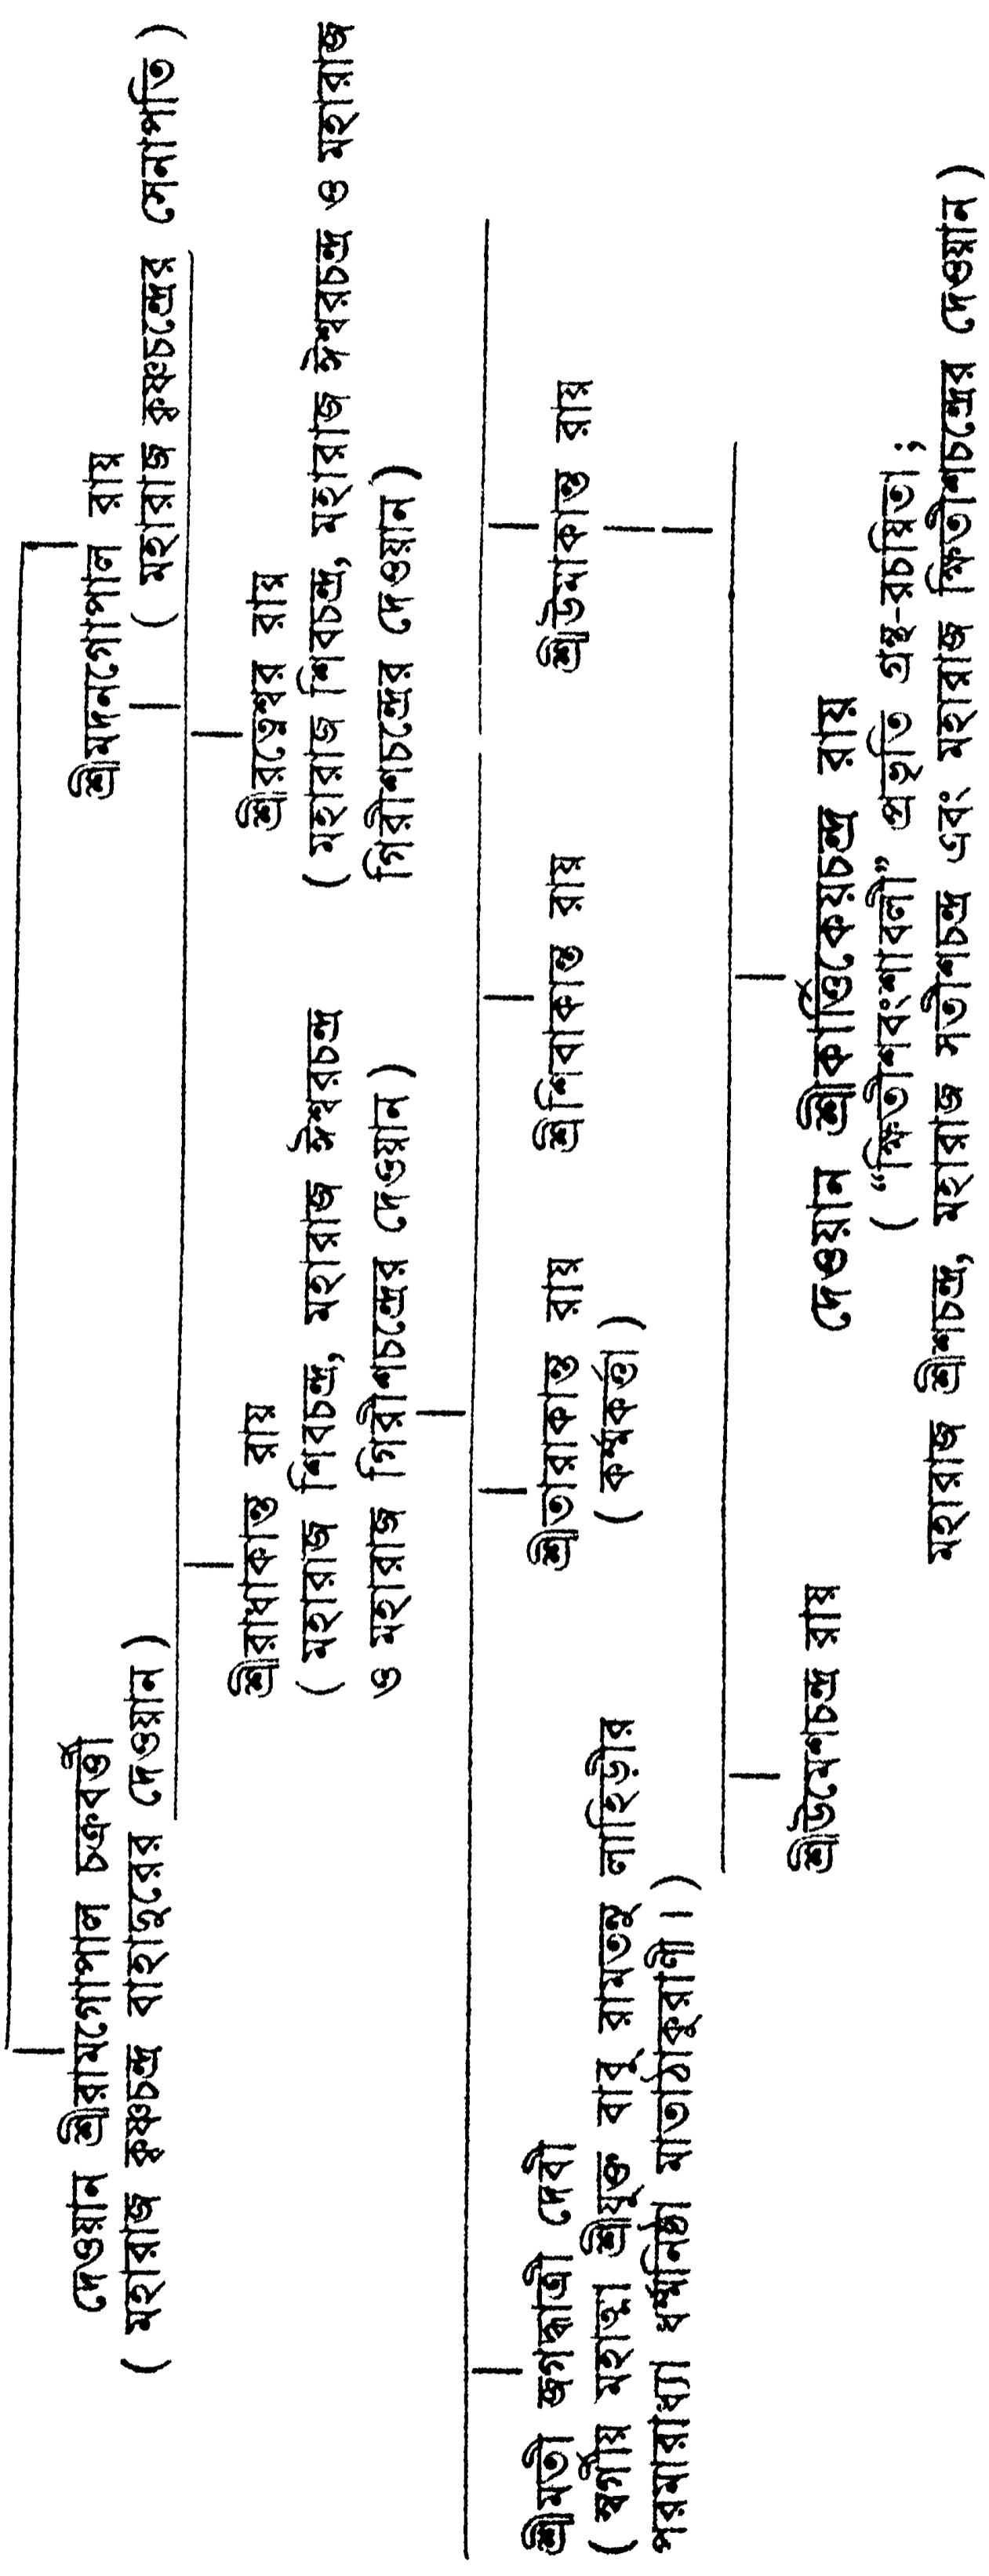 দেওয়ান শ্রীরামগোপাল চক্রবর্ত্তী
( মহারাজ কৃষ্ণচন্দ্র বাহাদুরের দেওয়ান )
শ্রীমদনগোপাল রায়
( মহারাজ কৃষ্ণচন্দ্রের সেনাপতি )
শ্রীরাধাকান্ত রায়
( মহারাজ শিবচন্দ্র, মহারাজ ঈশ্বরচন্দ্র
ও মহারাজ গিরীশচন্দ্রের দেওয়ান )
শ্রীরত্নেশ্বর রায়
( মহারাজ শিবচন্দ্র, মহারাজ ঈশ্বরচন্দ্র ও মহারাজ
গিরীশচন্দ্রের দেওয়ান )
শ্রীমতী জগদ্ধাত্রী দেবী
( স্বর্গীয় মহাত্মা শ্রীযুক্ত বাবু রামতনু লাহিড়ীর
পরমারাধ্যা ধর্ম্মনিষ্ঠা মাতাঠাকুরাণী। )
শ্রীতারাকান্ত রায়
( কর্ম্মকর্ত্তা )
শ্রীশিবাকান্ত রায়
শ্রীউমাকান্ত রায়
শ্রীউমেশচন্দ্র রায়
দেওয়ান শ্রীকার্ত্তিকেয়চন্দ্র রায়
( “ক্ষিতীশবংশাবলী” প্রভৃতি গ্রন্থ-রচয়িতা ;
মহারাজ শ্রীশচন্দ্র, মহারাজ সতীশচন্দ্র এবং মহারাজ ক্ষিতীশচন্দ্রের দেওয়ান )